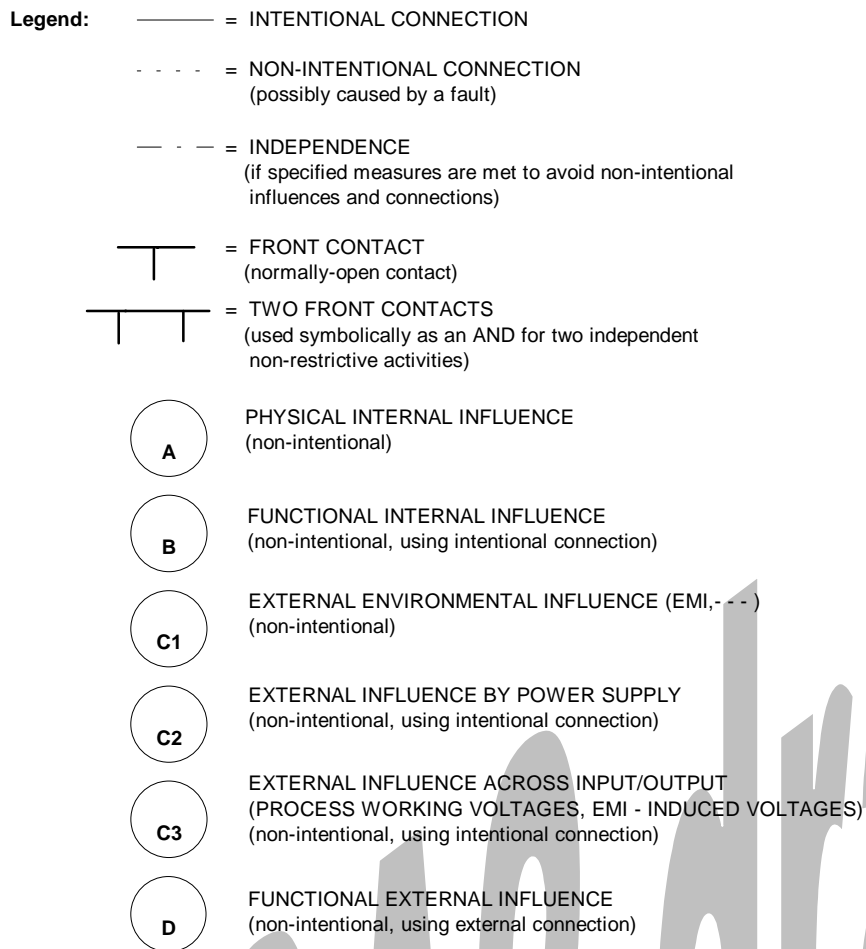 Legend: = INTENTIONAL CONNECTION
- - - - = NON-INTENTIONAL CONNECTION
(possibly caused by a fault)
= INDEPENDENCE
(if specified measures are met to avoid non-intentional
influences and connections)
= FRONT CONTACT
(normally-open contact)
= TWO FRONT CONTACTS
(used symbolically as an AND for two independent
non-restrictive activities)
PHYSICAL INTERNAL INFLUENCE
A (non-intentional)
FUNCTIONAL INTERNAL INFLUENCE
B (non-intentional, using intentional connection)
EXTERNAL ENVIRONMENTAL INFLUENCE (EMI,- - - )
C1 (non-intentional)
EXTERNAL INFLUENCE BY POWER SUPPLY
C2 (non-intentional, using intentional connection)
EXTERNAL INFLUENCE ACROSS INPUT/OUTPUT
(PROCESS WORKING VOLTAGES, EMI - INDUCED VOLTAGES)
C3 (non-intentional, using intentional connection)
FUNCTIONAL EXTERNAL INFLUENCE
D (non-intentional, using external connection)